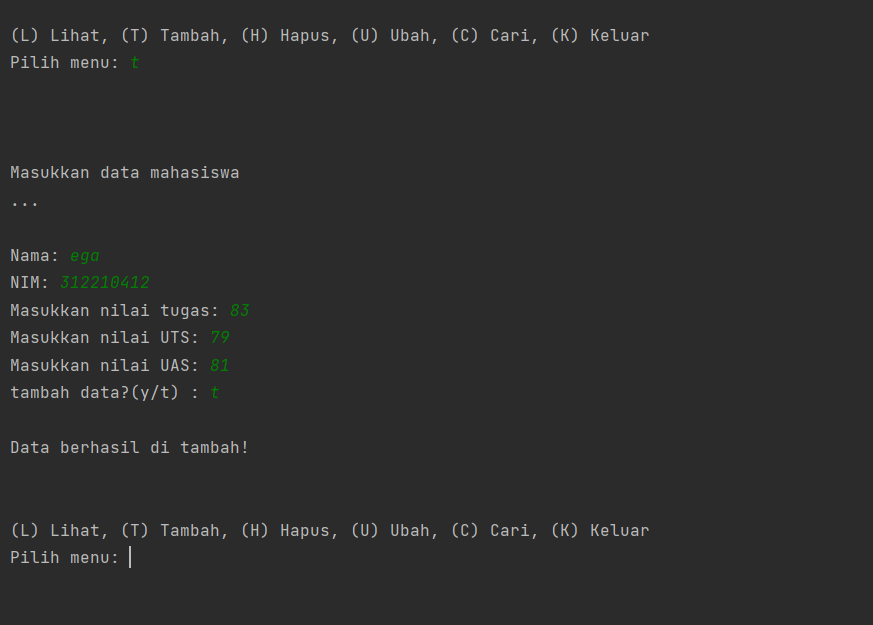 (L) Lihat, (T) Tambah, (H) Hapus, (U) Ubah, (C) Cari, (K) Keluar
Pilih menu: t
Masukkan data mahasiswa
...
Nama: ega
NIM: 312210412
Masukkan nilai tugas: 83
Masukkan nilai UTS: 79
Masukkan nilai UAS: 81
tambah data?(y/t) : t
Data berhasil di tambah!
(L) Lihat, (T) Tambah, (H) Hapus, (U) Ubah, (C) Cari, (K) Keluar
Pilih menu: